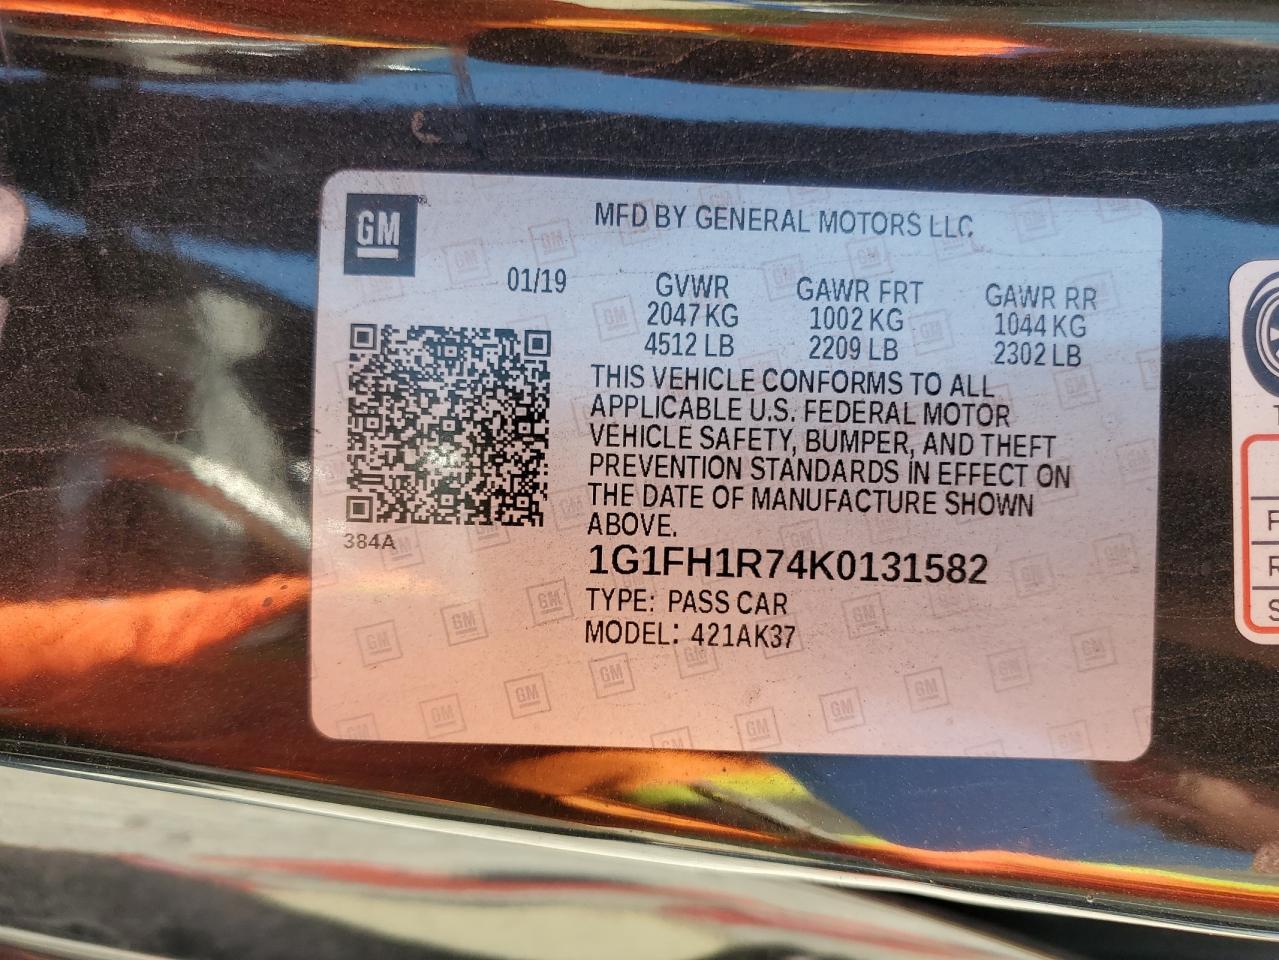 GM
MFD BY GENERAL MOTORS LLC
01/19
GVWR GAWR FRT GAWR RR
2047 KG 1002 KG 1044 KG
4512 LB 2209 LB 2302 LB
THIS VEHICLE CONFORMS TO ALL
APPLICABLE U.S. FEDERAL MOTOR
VEHICLE SAFETY, BUMPER, AND THEFT
PREVENTION STANDARDS IN EFFECT ON
THE DATE OF MANUFACTURE SHOWN
ABOVE.
384A
1G1FH1R74K0131582
TYPE: PASS CAR
MODEL: 421AK37